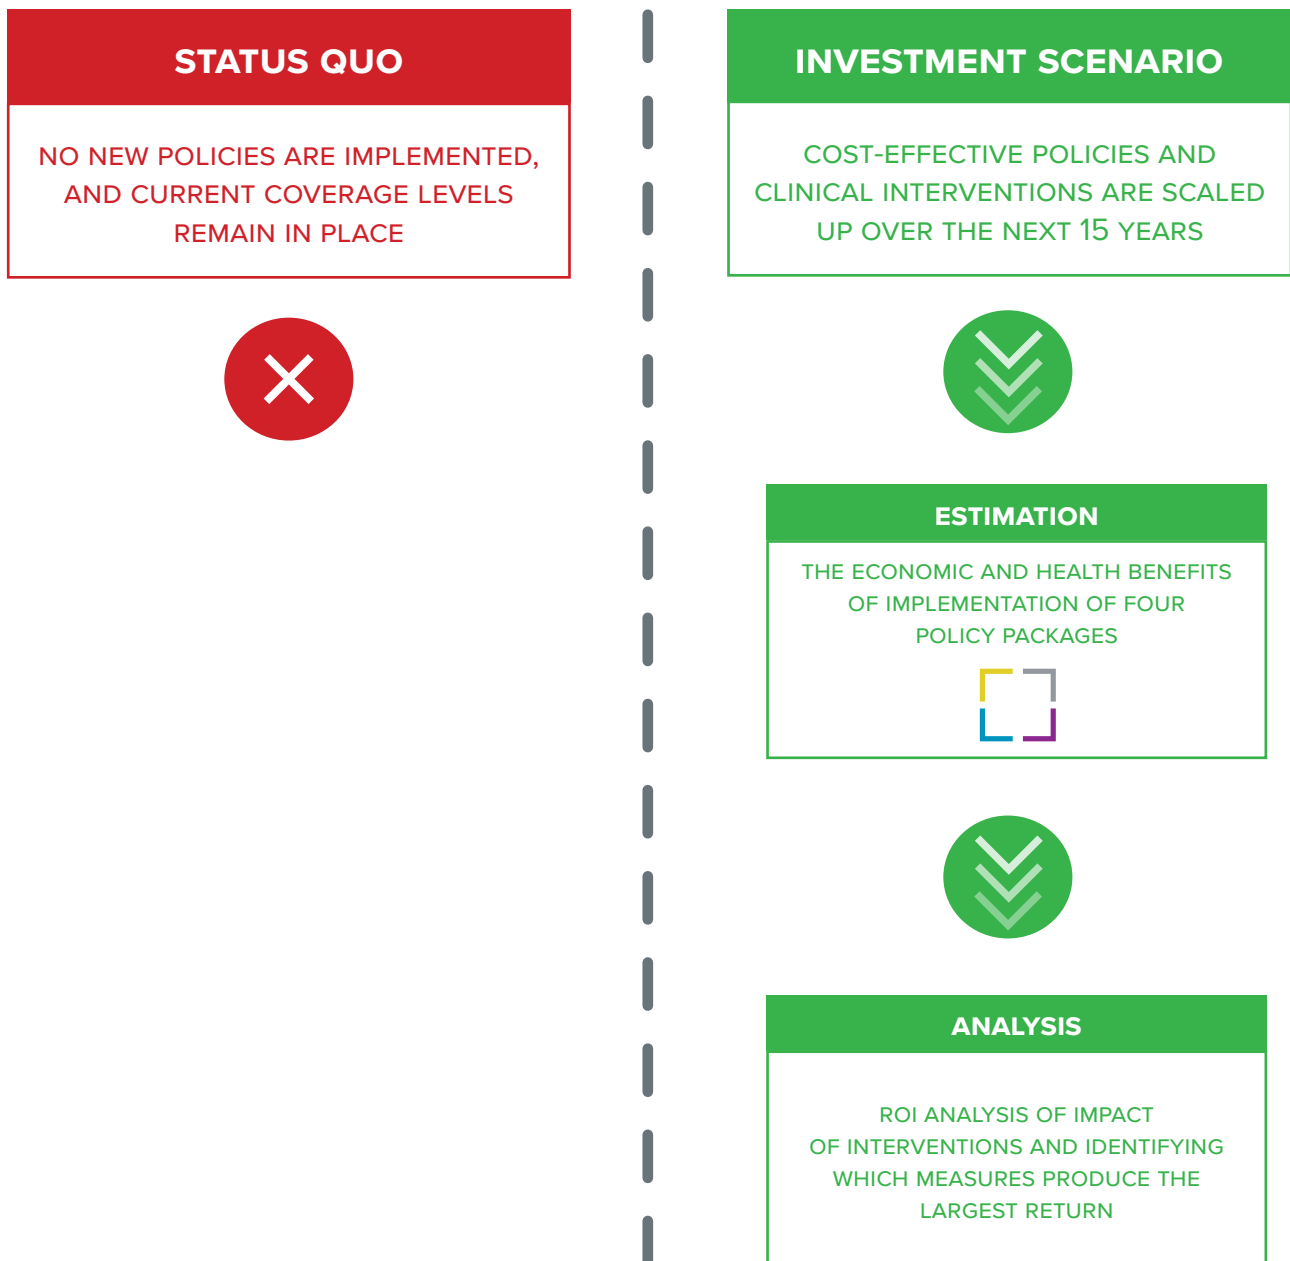 STATUS QUO
NO NEW POLICIES ARE IMPLEMENTED,
AND CURRENT COVERAGE LEVELS
REMAIN IN PLACE
INVESTMENT SCENARIO
COST-EFFECTIVE POLICIES AND
CLINICAL INTERVENTIONS ARE SCALED
UP OVER THE NEXT 15 YEARS
ESTIMATION
THE ECONOMIC AND HEALTH BENEFITS
OF IMPLEMENTATION OF FOUR
POLICY PACKAGES
ANALYSIS
ROI ANALYSIS OF IMPACT
OF INTERVENTIONS AND IDENTIFYING
WHICH MEASURES PRODUCE THE
LARGEST RETURN